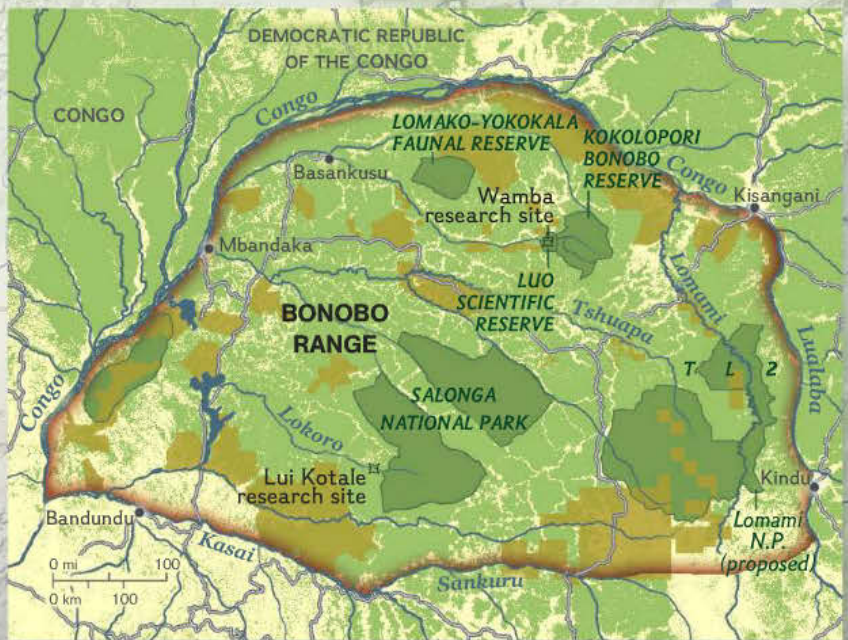 DEMOCRATIC REPUBLIC
OF THE CONGO
CONGO
Congo
LOMAKO–YOKOKALA
FAUNAL RESERVE
KOKOLOPORI
BONOBO
RESERVE
Congo
Basankusu
Wamba
research site
Kisangani
Mbandaka
LUO
SCIENTIFIC
RESERVE
Lomami
Tshuapa
BONOBO
RANGE
Lualaba
T L 2
Congo
SALONGA
NATIONAL PARK
Lokoro
Lui Kotale
research site
Kindu
Bandundu
Lomami
N.P.
(proposed)
Kasai
Sankuru
0 mi 100
0 km 100